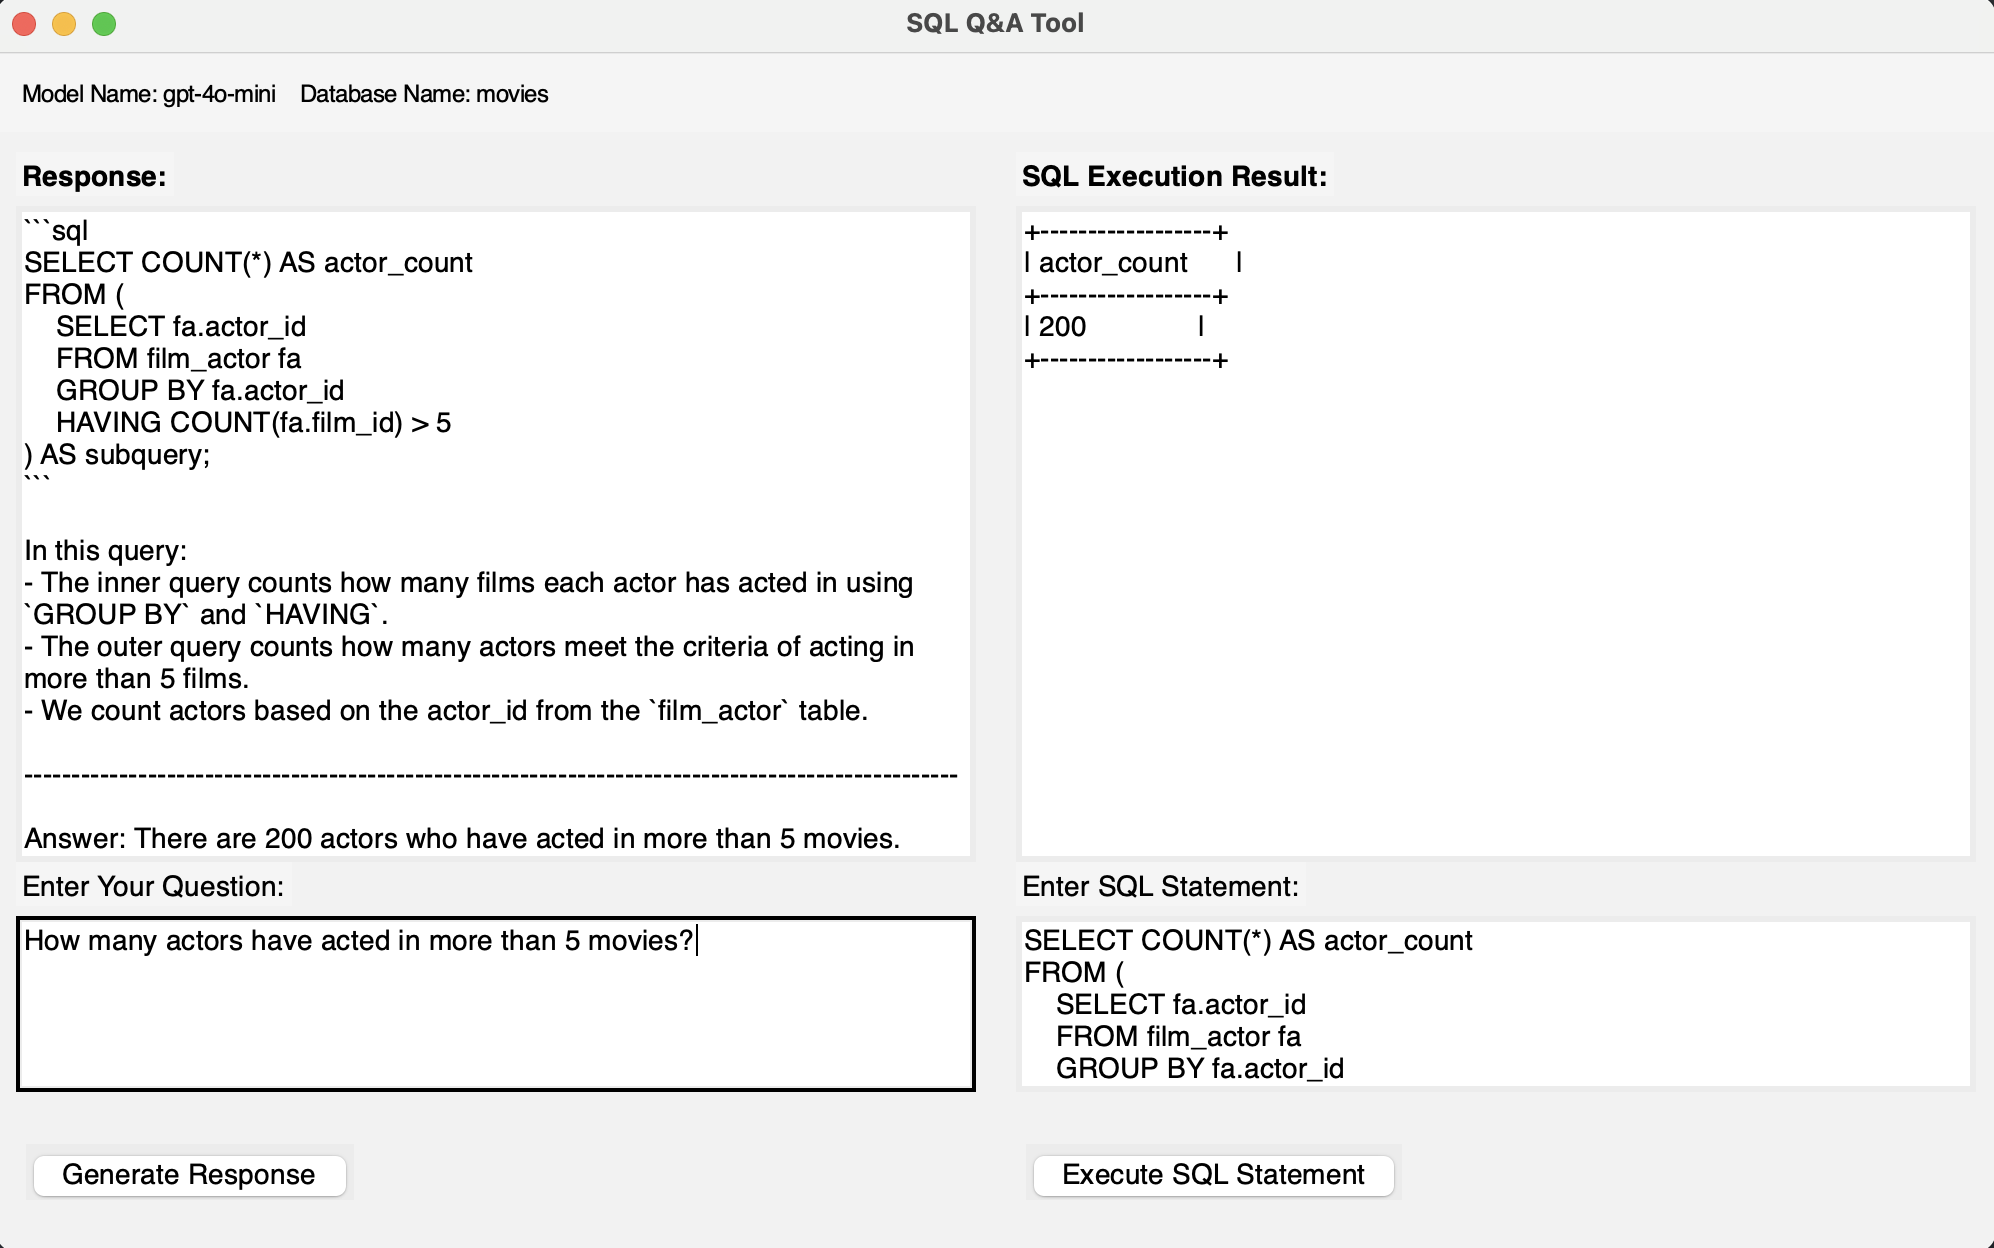 SQL Q&A Tool
Model Name: gpt-4o-mini    Database Name: movies
Response:
```sql
SELECT COUNT(*) AS actor_count
FROM (
    SELECT fa.actor_id
    FROM film_actor fa
    GROUP BY fa.actor_id
    HAVING COUNT(fa.film_id) > 5
) AS subquery;
```
In this query:
- The inner query counts how many films each actor has acted in using
`GROUP BY` and `HAVING`.
- The outer query counts how many actors meet the criteria of acting in
more than 5 films.
- We count actors based on the actor_id from the `film_actor` table.
--------------------------------------------------------------------------------------------------
Answer: There are 200 actors who have acted in more than 5 movies.
Enter Your Question:
How many actors have acted in more than 5 movies?
Generate Response
SQL Execution Result:
+------------------+
| actor_count      |
+------------------+
| 200              |
+------------------+
Enter SQL Statement:
SELECT COUNT(*) AS actor_count
FROM (
    SELECT fa.actor_id
    FROM film_actor fa
    GROUP BY fa.actor_id
Execute SQL Statement